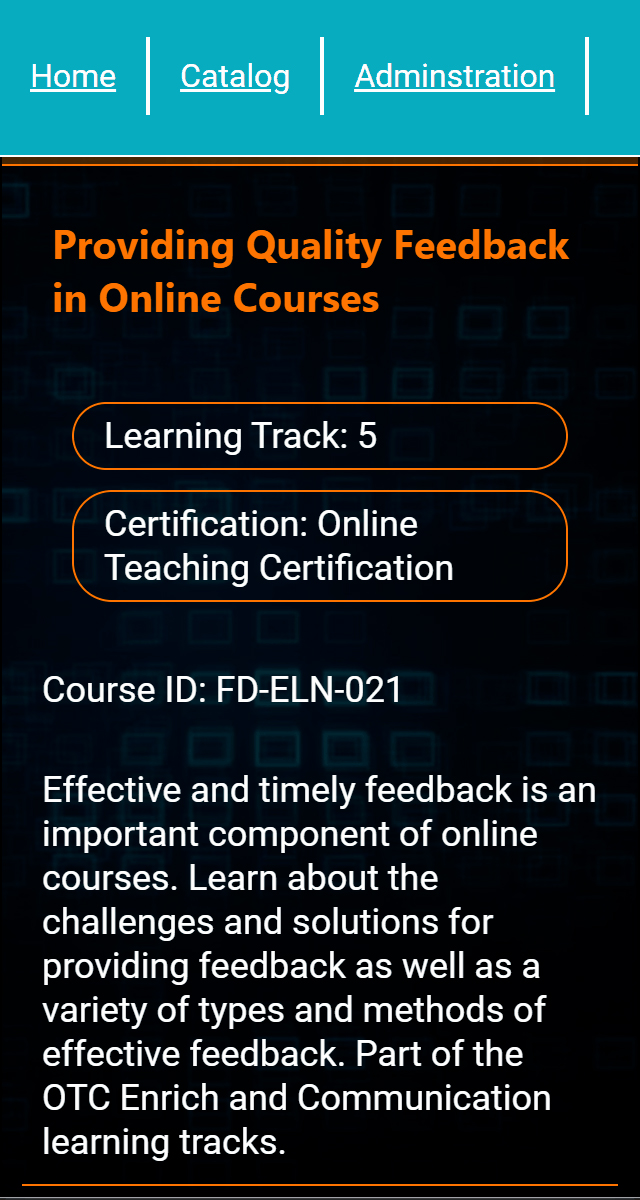 Home Catalog Adminstration
Providing Quality Feedback
in Online Courses
Learning Track: 5
Certification: Online
Teaching Certification
Course ID: FD-ELN-021
Effective and timely feedback is an
important component of online
courses. Learn about the
challenges and solutions for
providing feedback as well as a
variety of types and methods of
effective feedback. Part of the
OTC Enrich and Communication
learning tracks.